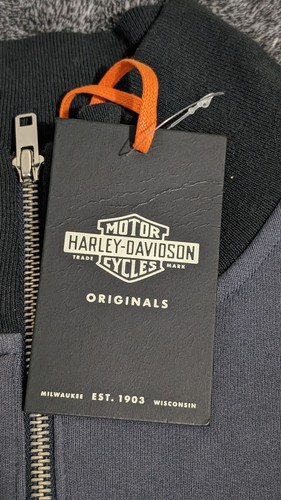 MOTOR
HARLEY-DAVIDSON
TRADE MARK
CYCLES
ORIGINALS
MILWAUKEE EST. 1903 WISCONSIN